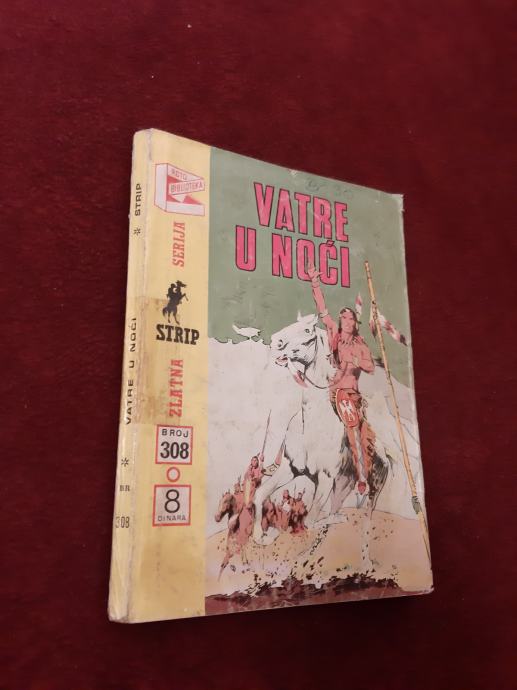 STRIP
*
VATRE U NOĆI
*
BR
308
ROTO
BIBLIOTEKA
SERIJA
STRIP
ZLATNA
BROJ
308
8
DINARA
VATRE
U NOĆI